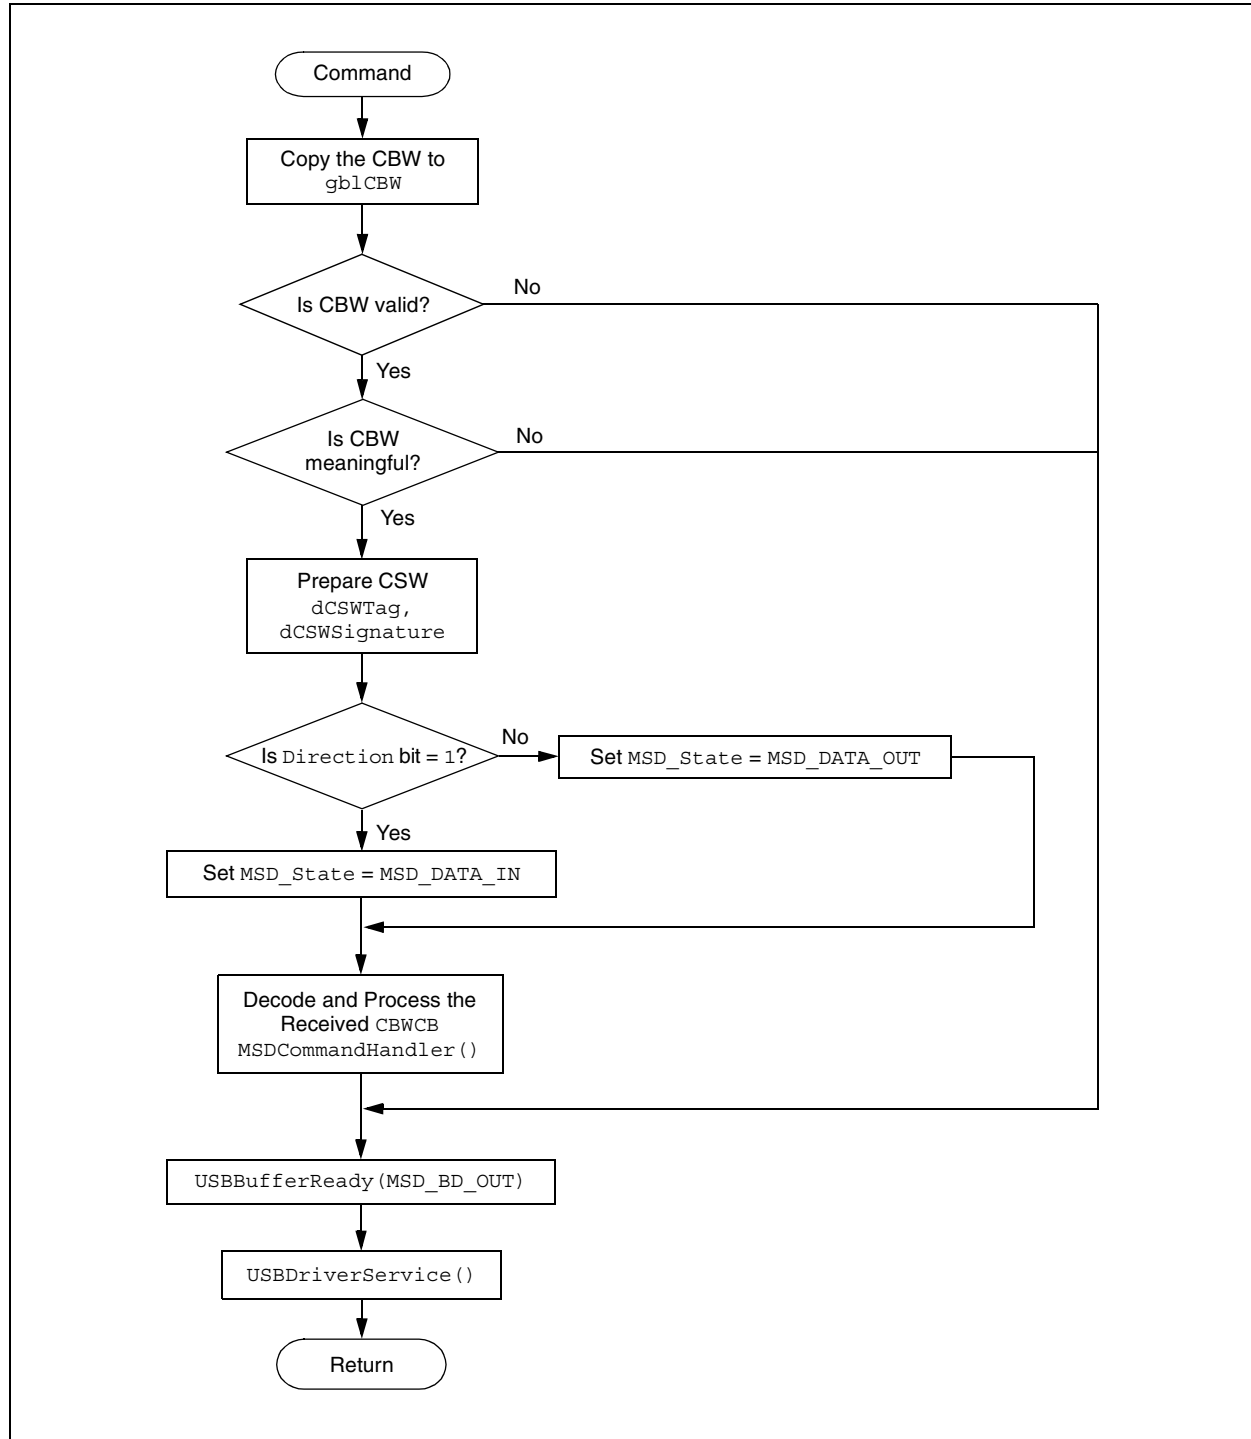 Command
Copy the CBW to
gblCBW
Is CBW valid?
No
Yes
Is CBW
meaningful?
No
Yes
Prepare CSW
dCSWTag,
dCSWSignature
Is Direction bit = 1?
No
Set MSD_State = MSD_DATA_OUT
Yes
Set MSD_State = MSD_DATA_IN
Decode and Process the
Received CBWCB
MSDCommandHandler()
USBBufferReady(MSD_BD_OUT)
USBDriverService()
Return